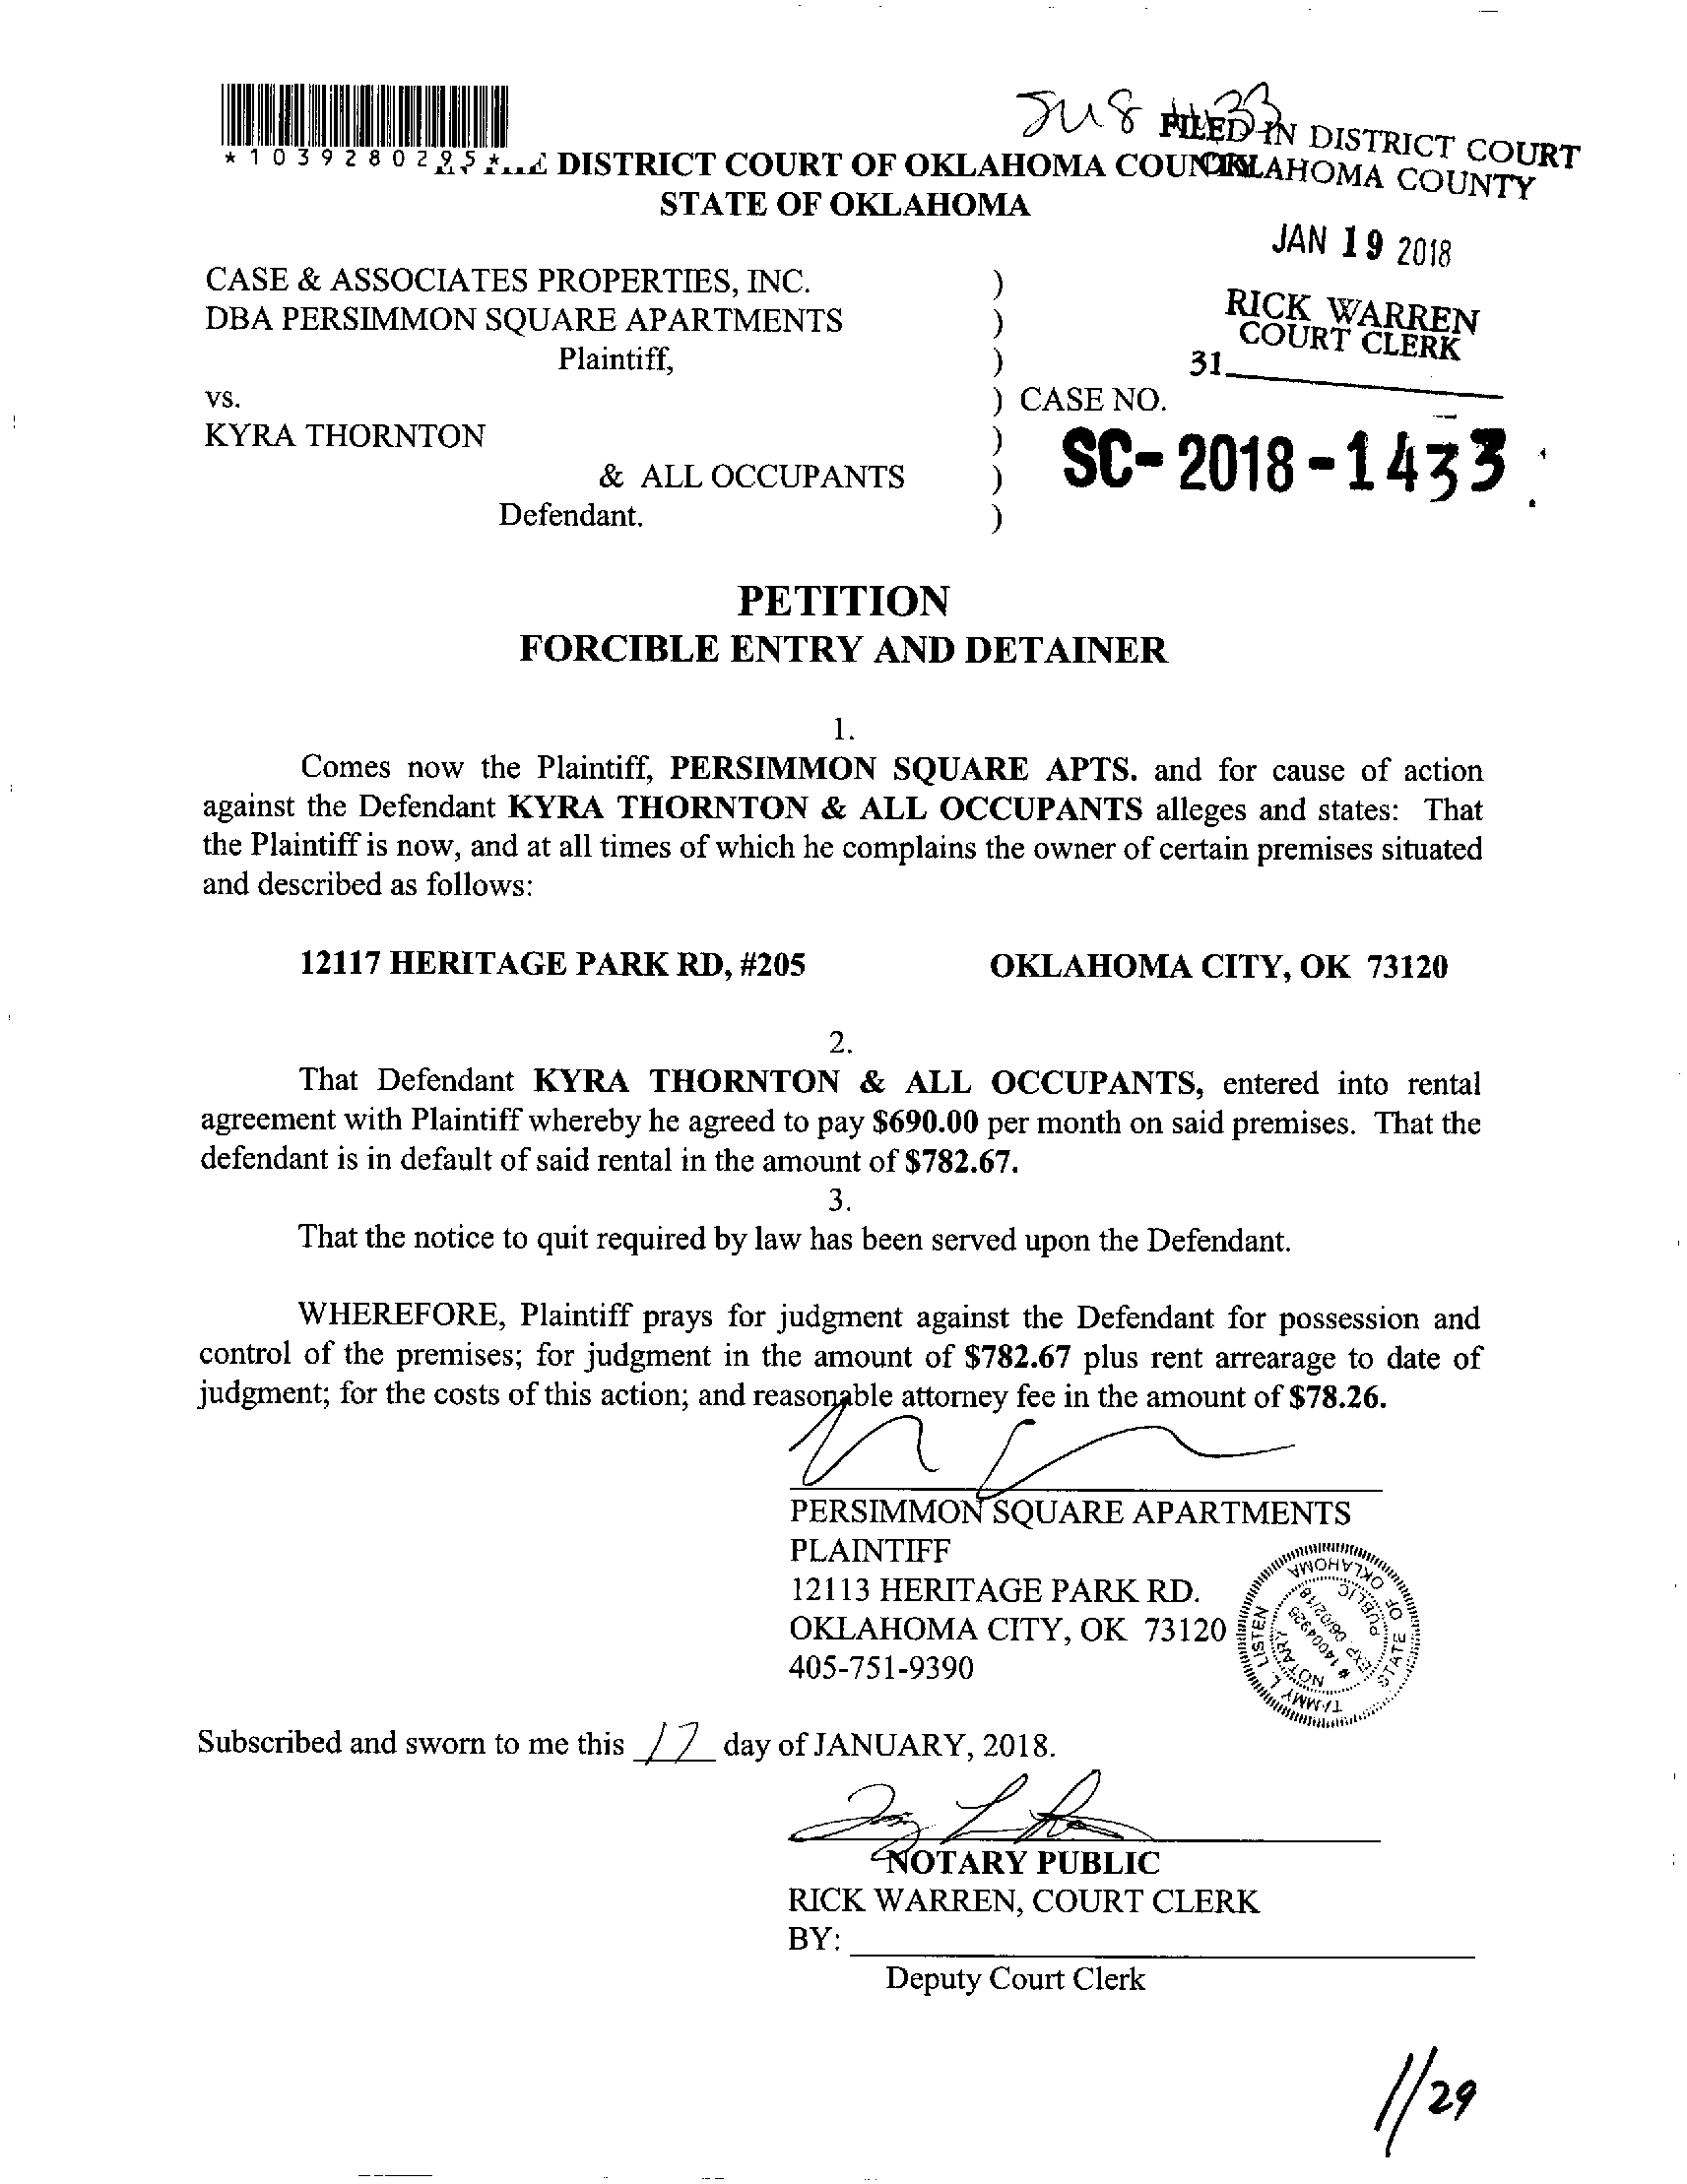 FILED IN DISTRICT COURT
OKLAHOMA COUNTY
*1039280295*
DISTRICT COURT OF OKLAHOMA COUNTY
STATE OF OKLAHOMA
JAN 19 2018
RICK WARREN
COURT CLERK
31
CASE & ASSOCIATES PROPERTIES, INC. )
DBA PERSIMMON SQUARE APARTMENTS )
Plaintiff, )
vs. ) CASE NO.
KYRA THORNTON )
SC-2018-1433
& ALL OCCUPANTS )
Defendant. )
PETITION
FORCIBLE ENTRY AND DETAINER
1.
Comes now the Plaintiff, PERSIMMON SQUARE APTS. and for cause of action
against the Defendant KYRA THORNTON & ALL OCCUPANTS alleges and states: That
the Plaintiff is now, and at all times of which he complains the owner of certain premises situated
and described as follows:
12117 HERITAGE PARK RD, #205 OKLAHOMA CITY, OK 73120
2.
That Defendant KYRA THORNTON & ALL OCCUPANTS, entered into rental
agreement with Plaintiff whereby he agreed to pay $690.00 per month on said premises. That the
defendant is in default of said rental in the amount of $782.67.
3.
That the notice to quit required by law has been served upon the Defendant.
WHEREFORE, Plaintiff prays for judgment against the Defendant for possession and
control of the premises; for judgment in the amount of $782.67 plus rent arrearage to date of
judgment; for the costs of this action; and reasonable attorney fee in the amount of $78.26.
PERSIMMON SQUARE APARTMENTS
PLAINTIFF
12113 HERITAGE PARK RD.
OKLAHOMA CITY, OK 73120
405-751-9390
TAMMY L. LISTEN
STATE OF OKLAHOMA
NOTARY PUBLIC
# 14004929
EXP. 06/02/18
Subscribed and sworn to me this 17 day of JANUARY, 2018.
NOTARY PUBLIC
RICK WARREN, COURT CLERK
BY:
Deputy Court Clerk
1/29